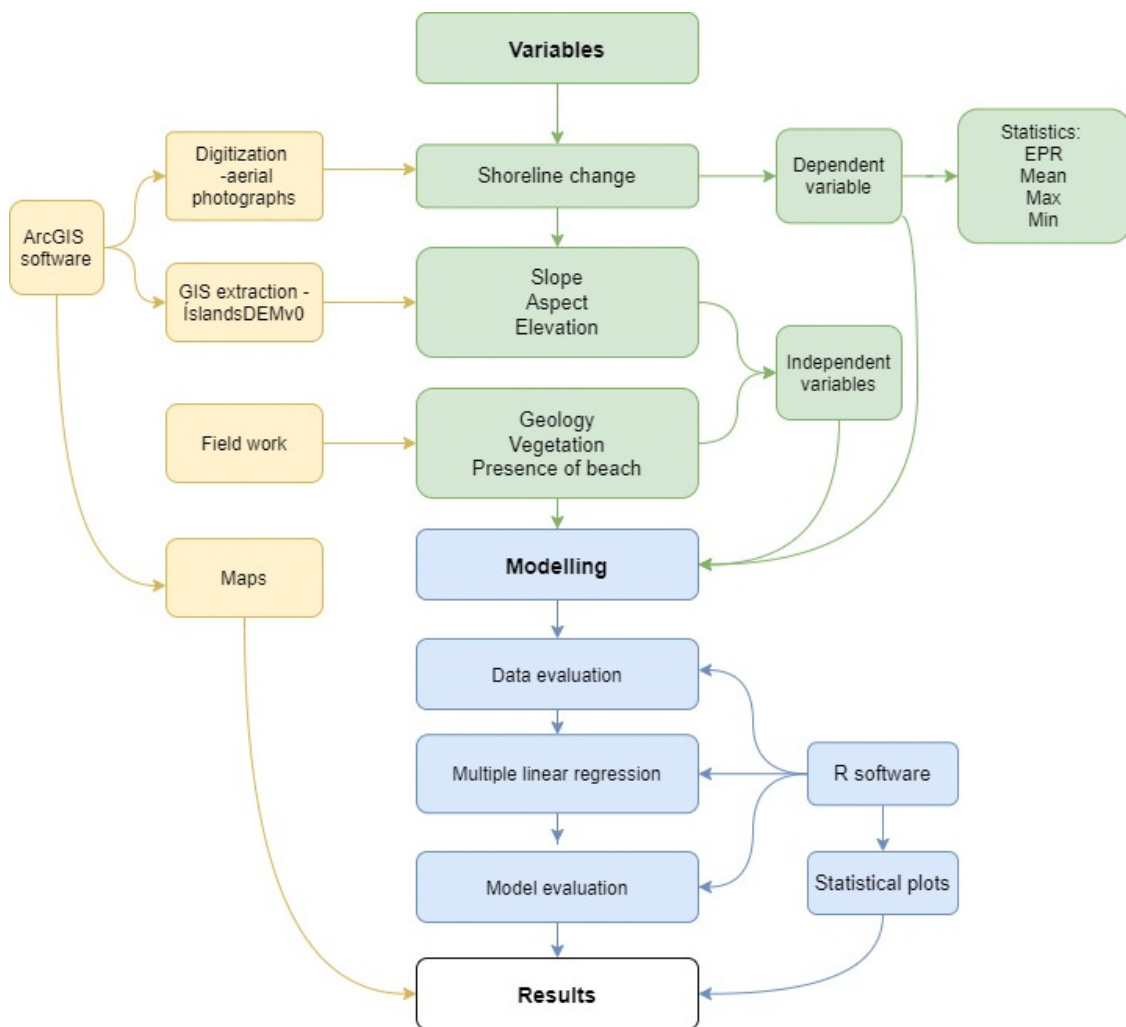 Variables
Digitization
-aerial
photographs
Shoreline change
Dependent
variable
Statistics:
EPR
Mean
Max
Min
ArcGIS
software
GIS extraction -
ÍslandsDEMv0
Slope
Aspect
Elevation
Independent
variables
Field work
Geology
Vegetation
Presence of beach
Modelling
Maps
Data evaluation
Multiple linear regression
R software
Model evaluation
Statistical plots
Results